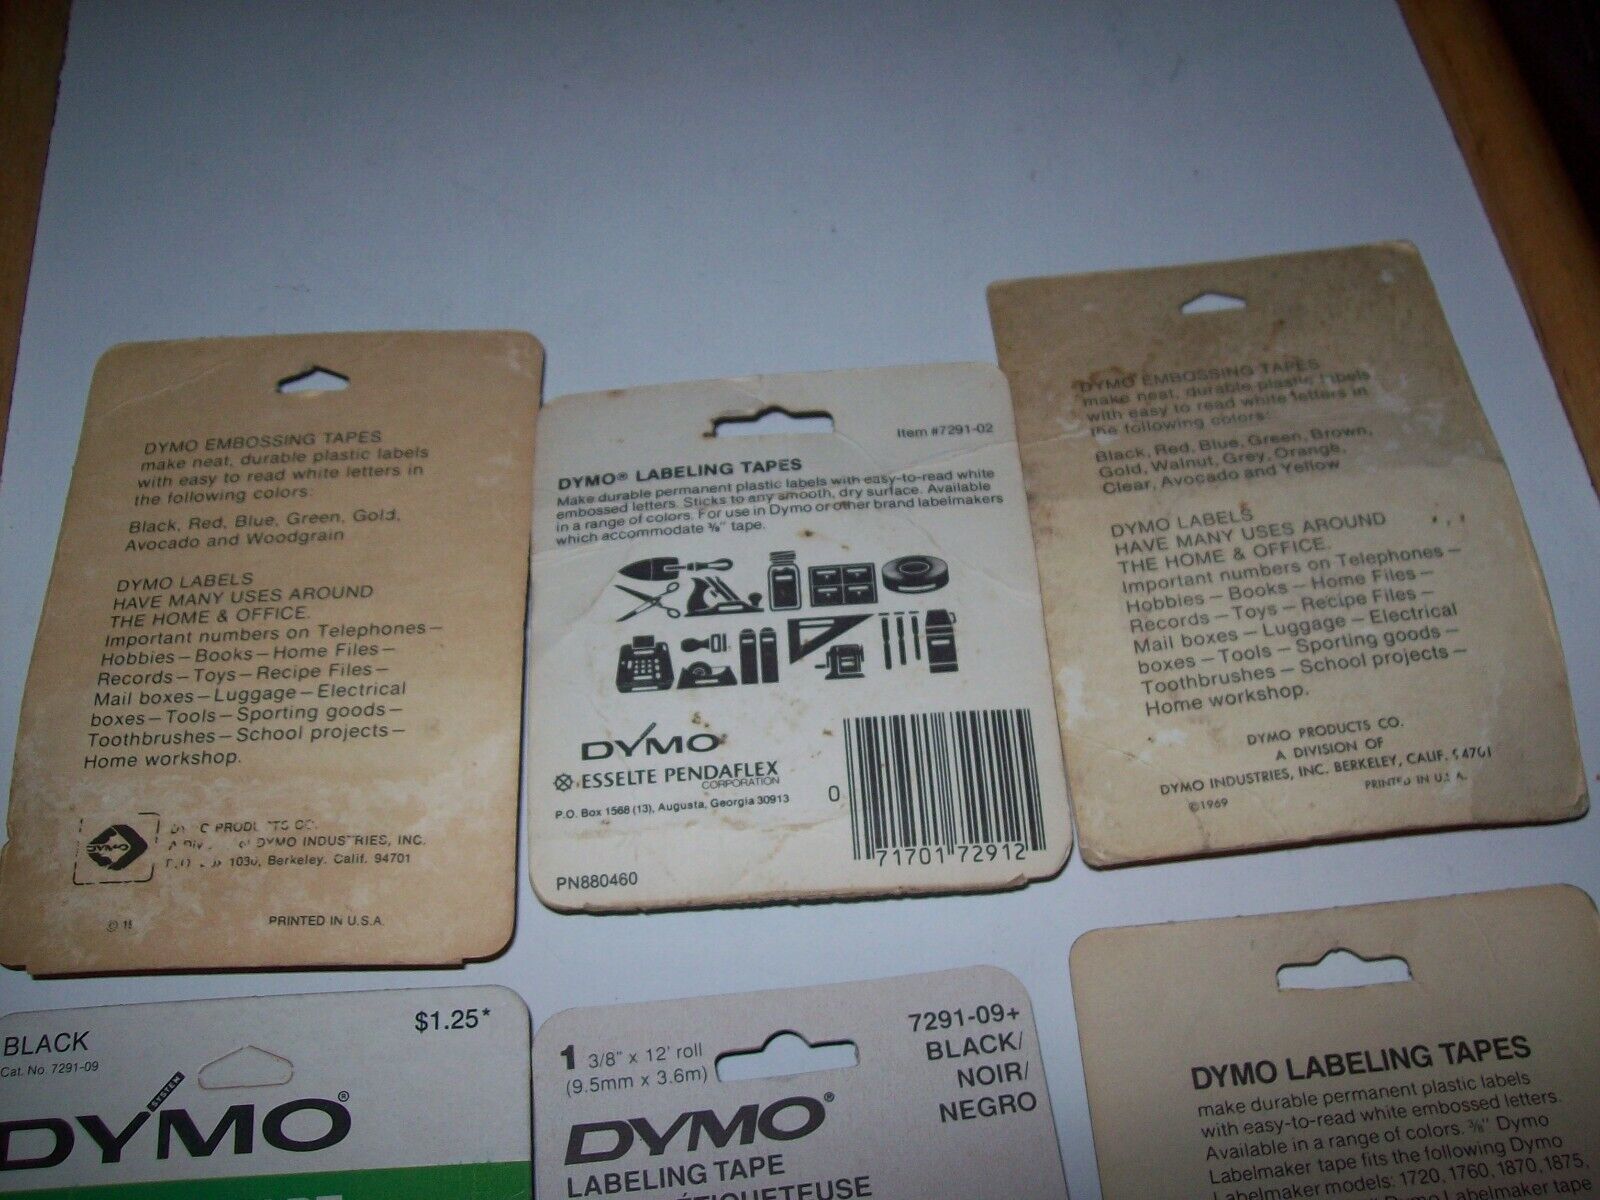 DYMO EMBOSSING TAPES
make neat, durable plastic labels
with easy to read white letters in
the following colors:
Black, Red, Blue, Green, Gold,
Avocado and Woodgrain
DYMO LABELS
HAVE MANY USES AROUND
THE HOME & OFFICE.
Important numbers on Telephones—
Hobbies—Books—Home Files—
Records—Toys—Recipe Files—
Mail boxes—Luggage—Electrical
boxes—Tools—Sporting goods—
Toothbrushes—School projects—
Home workshop.
DYMO INDUSTRIES, INC.
Berkeley, Calif. 94701
PRINTED IN U.S.A.
Item #7291-02
DYMO® LABELING TAPES
Make durable permanent plastic labels with easy-to-read white
embossed letters. Sticks to any smooth, dry surface. Available
in a range of colors. For use in Dymo or other brand labelmakers
which accommodate ⅜" tape.
DYMO
ESSELTE PENDAFLEX
CORPORATION
P.O. Box 1568 (13), Augusta, Georgia 30913
0 71701 72912
PN880460
DYMO EMBOSSING TAPES
make neat, durable plastic labels
with easy to read white letters in
the following colors:
Black, Red, Blue, Green, Brown,
Gold, Walnut, Grey, Orange,
Clear, Avocado and Yellow
DYMO LABELS
HAVE MANY USES AROUND
THE HOME & OFFICE.
Important numbers on Telephones—
Hobbies—Books—Home Files—
Records—Toys—Recipe Files—
Mail boxes—Luggage—Electrical
boxes—Tools—Sporting goods—
Toothbrushes—School projects—
Home workshop.
DYMO PRODUCTS CO.
A DIVISION OF
DYMO INDUSTRIES, INC. BERKELEY, CALIF. 94701
©1969 PRINTED IN U.S.A.
BLACK $1.25*
Cat. No. 7291-09
SYSTEM
DYMO®
1 3/8" x 12' roll
(9.5mm x 3.6m)
7291-09+
BLACK/
NOIR/
NEGRO
DYMO®
LABELING TAPE
DYMO LABELING TAPES
make durable permanent plastic labels
with easy-to-read white embossed letters.
Available in a range of colors. ⅜" Dymo
Labelmaker tape fits the following Dymo
Labelmaker models: 1720, 1760, 1870, 1875,
Dymo Labelmaker tape